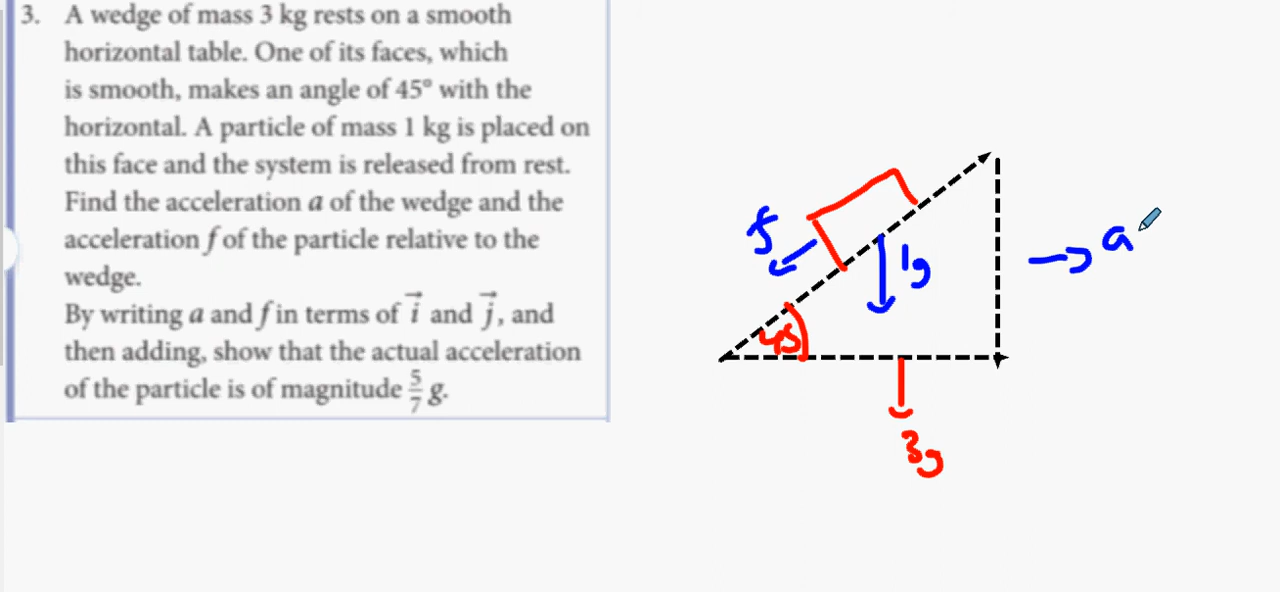 3. A wedge of mass 3 kg rests on a smooth
horizontal table. One of its faces, which
is smooth, makes an angle of 45° with the
horizontal. A particle of mass 1 kg is placed on
this face and the system is released from rest.
Find the acceleration a of the wedge and the
acceleration f of the particle relative to the
wedge.
By writing a and f in terms of i⃗ and j⃗, and
then adding, show that the actual acceleration
of the particle is of magnitude 5/7 g.
f
1g
a
45
3g